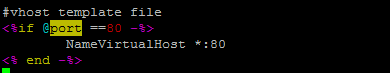 #vhost template file
<%if @port ==80 -%>
NameVirtualHost *:80
<% end -%>